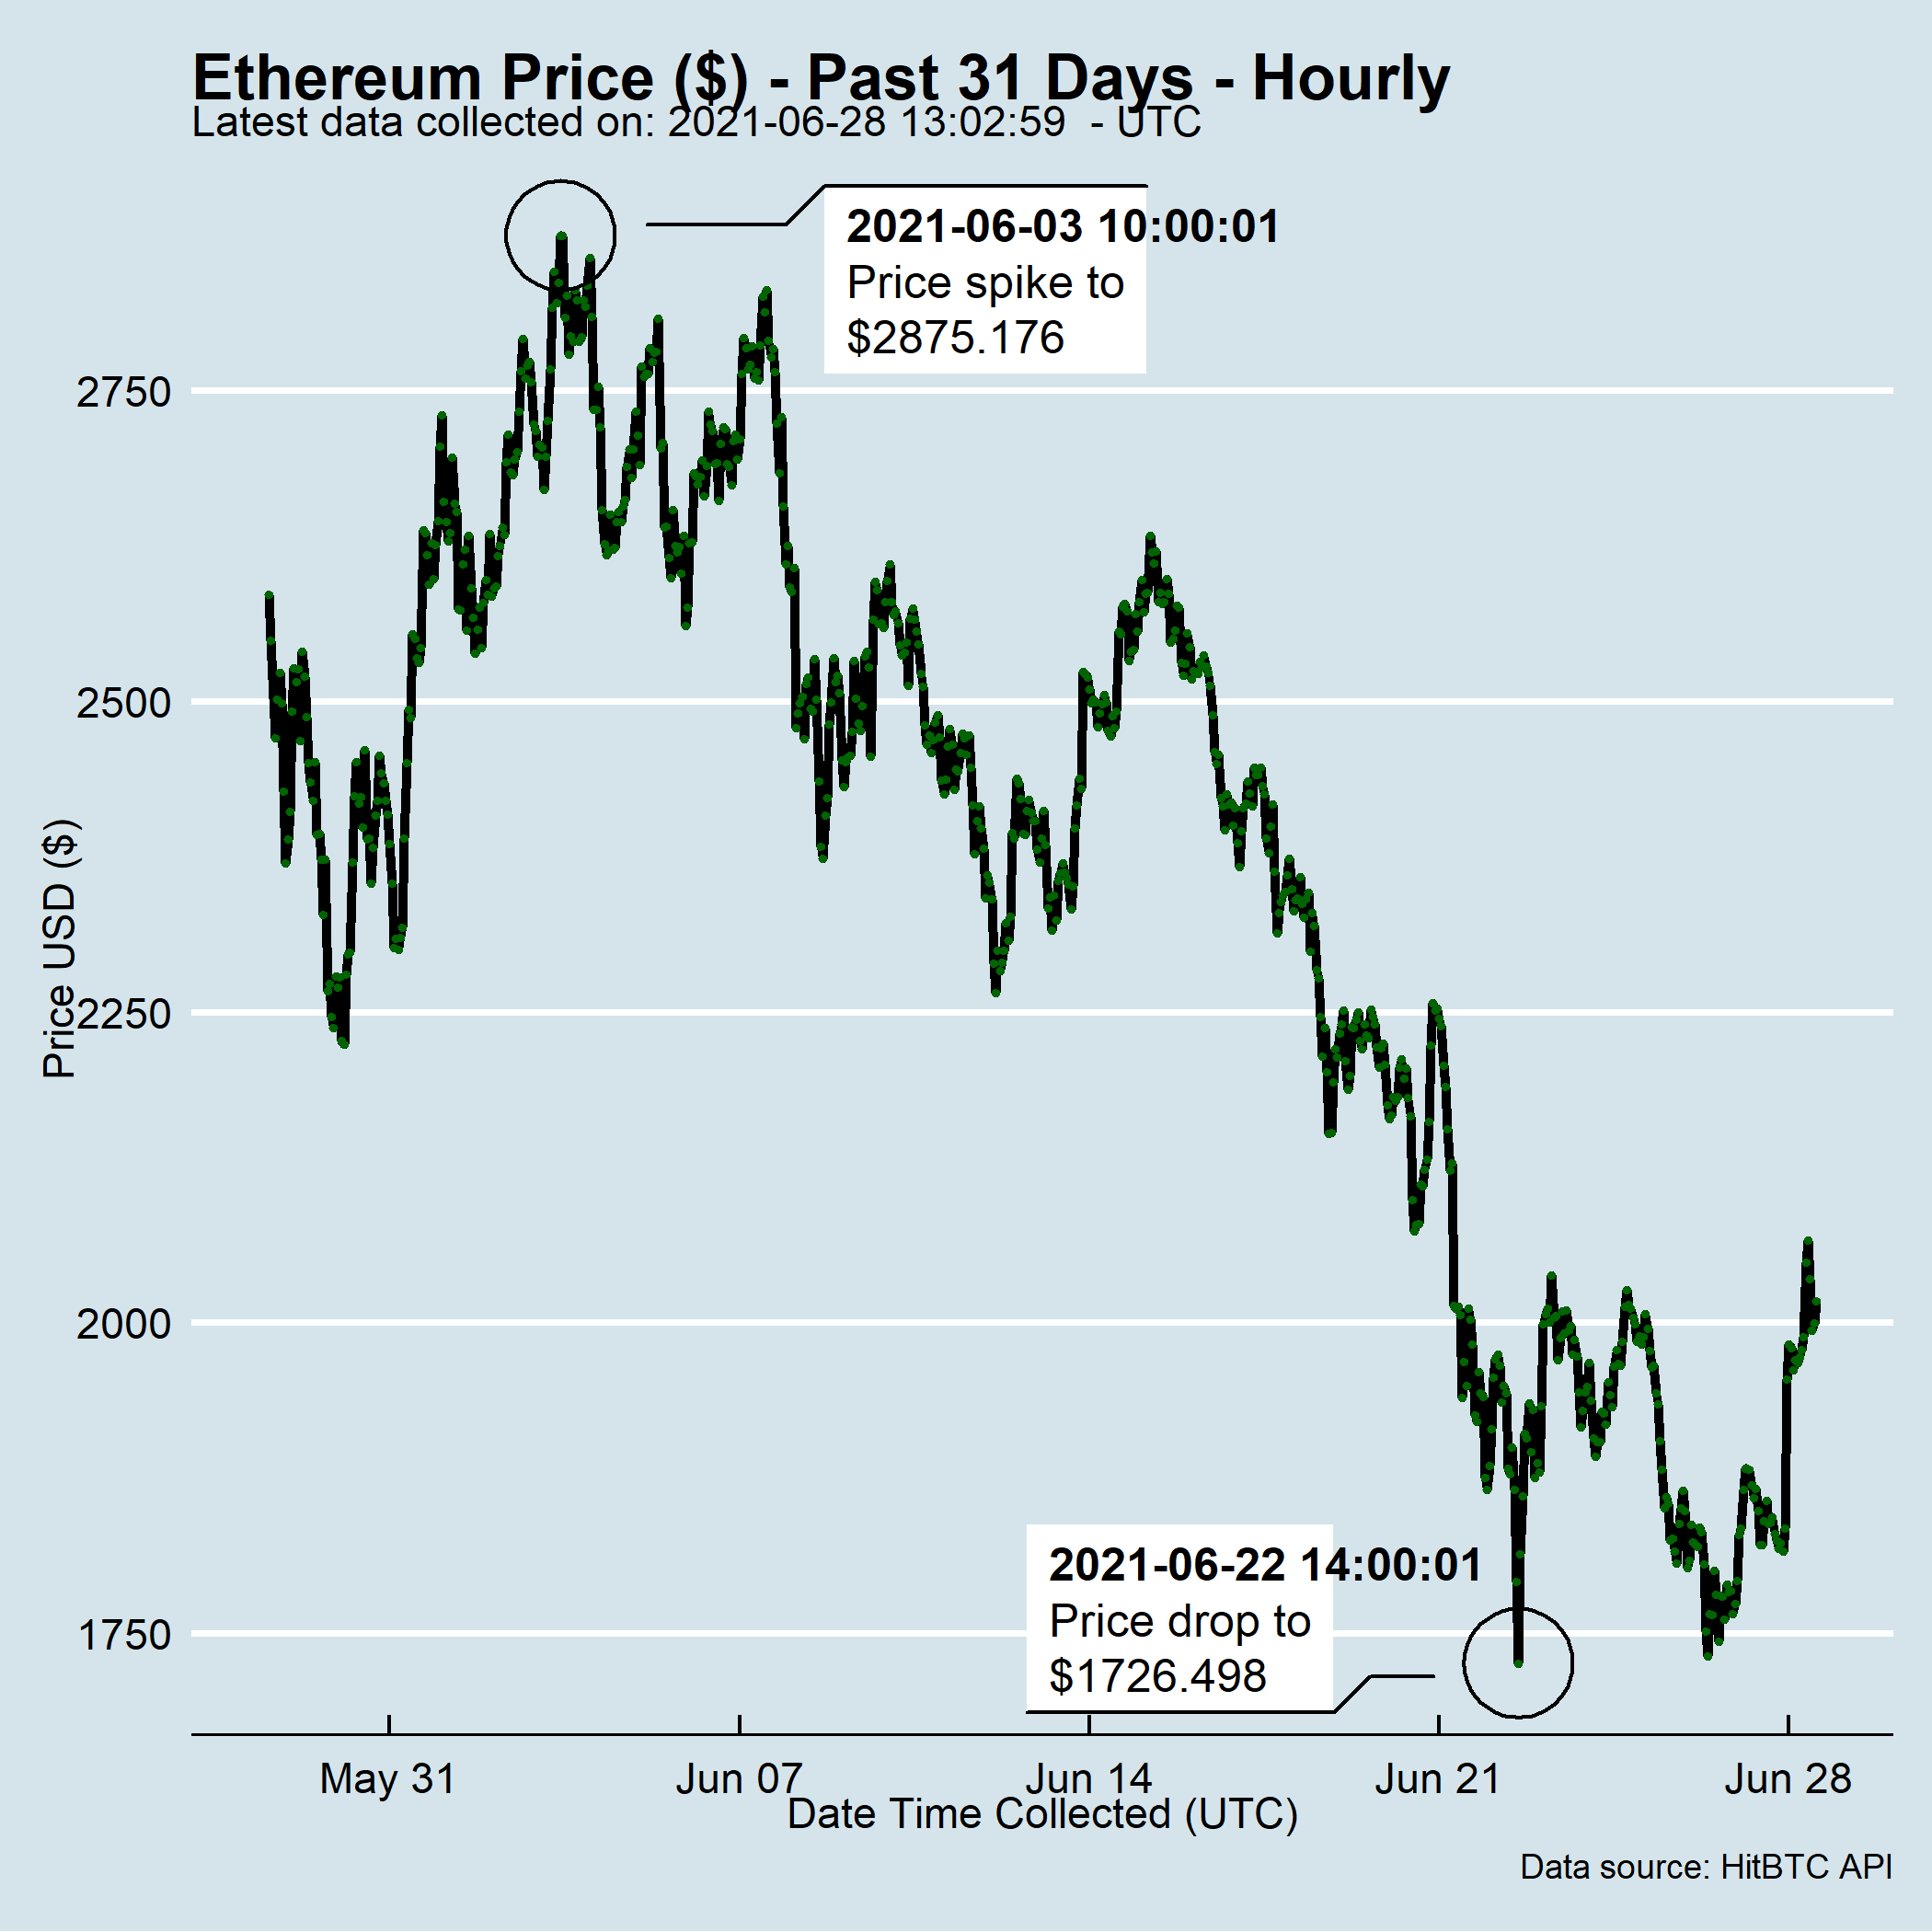 Ethereum Price ($) - Past 31 Days - Hourly
Latest data collected on: 2021-06-28 13:02:59  - UTC
2021-06-03 10:00:01
Price spike to
$2875.176
2750
2500
2250
2000
1750
Price USD ($)
2021-06-22 14:00:01
Price drop to
$1726.498
May 31 Jun 07 Jun 14 Jun 21 Jun 28
Date Time Collected (UTC)
Data source: HitBTC API